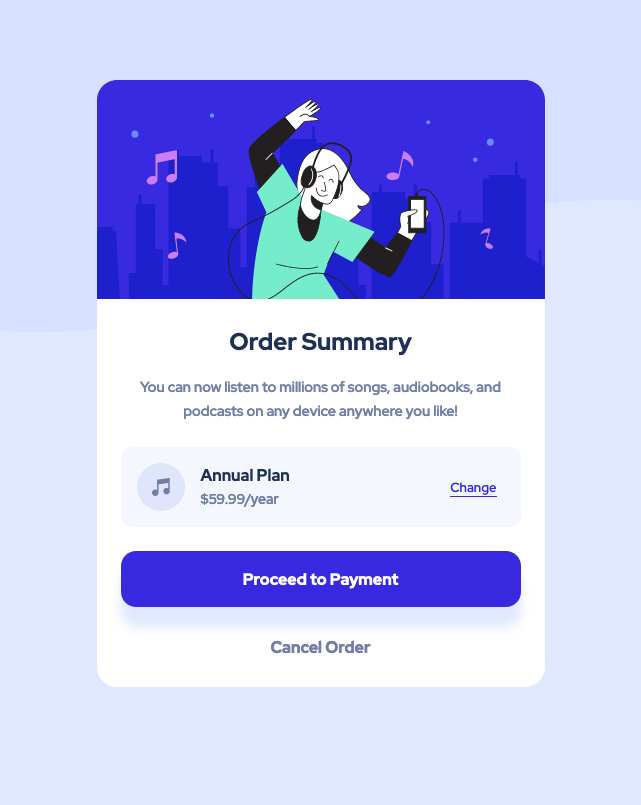 Order Summary
You can now listen to millions of songs, audiobooks, and
podcasts on any device anywhere you like!
Annual Plan
$59.99/year
Change
Proceed to Payment
Cancel Order